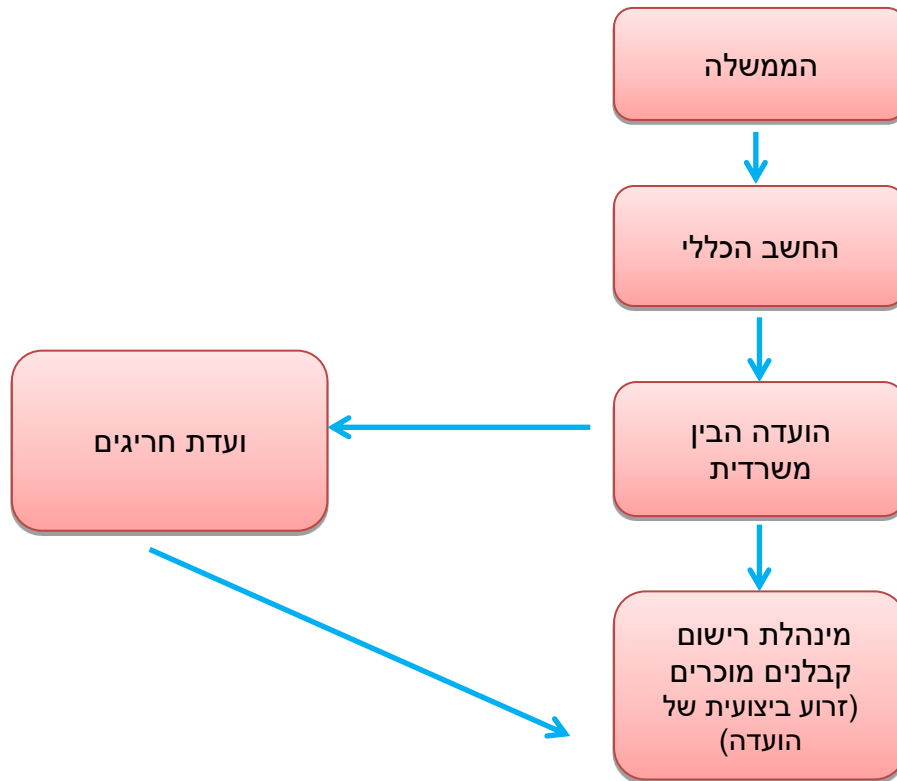 הממשלה
החשב הכללי
הועדה הבין
משרדית
ועדת חריגים
מינהלת רישום
קבלנים מוכרים
(זרוע ביצועית של
הועדה)